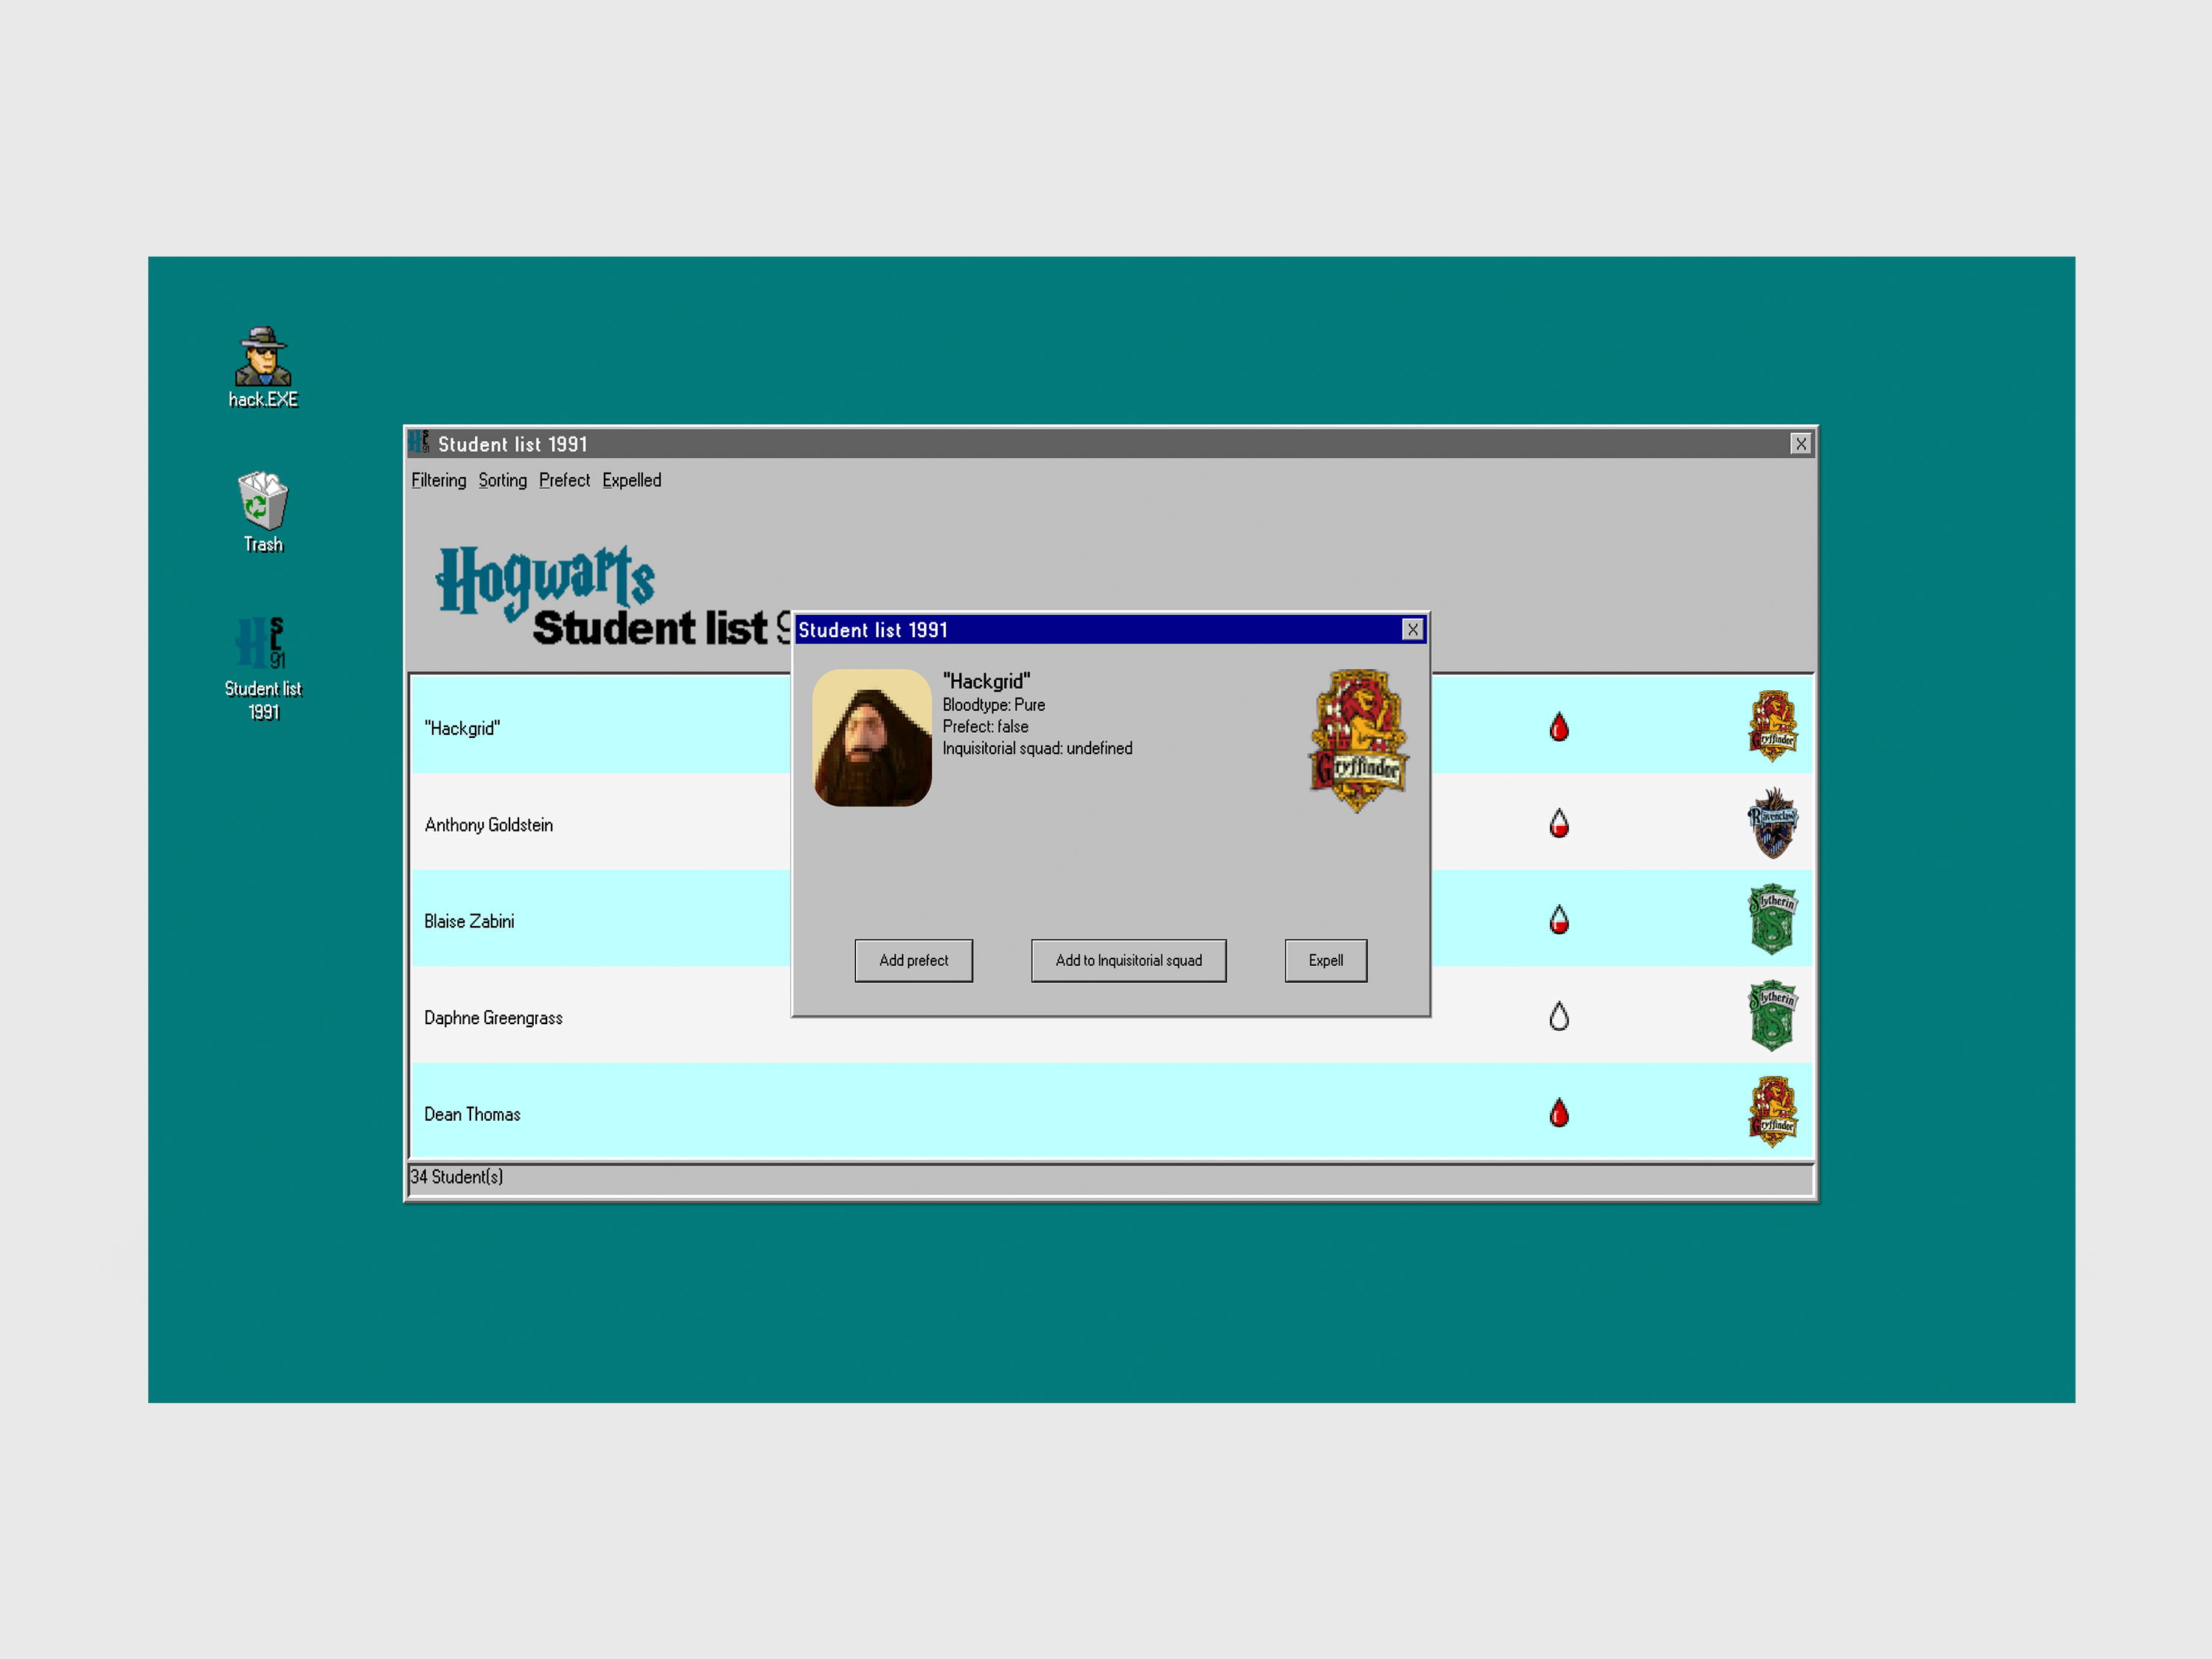 hack.EXE
Trash
Student list
1991
Student list 1991
Filtering Sorting Prefect Expelled
Hogwarts
Student list 9
"Hackgrid"
Gryffindor
Anthony Goldstein
Ravenclaw
Blaise Zabini
Slytherin
Daphne Greengrass
Slytherin
Dean Thomas
Gryffindor
34 Student(s)
Student list 1991
"Hackgrid"
Bloodtype: Pure
Prefect: false
Inquisitorial squad: undefined
Gryffindor
Add prefect
Add to Inquisitorial squad
Expell
H SL 91